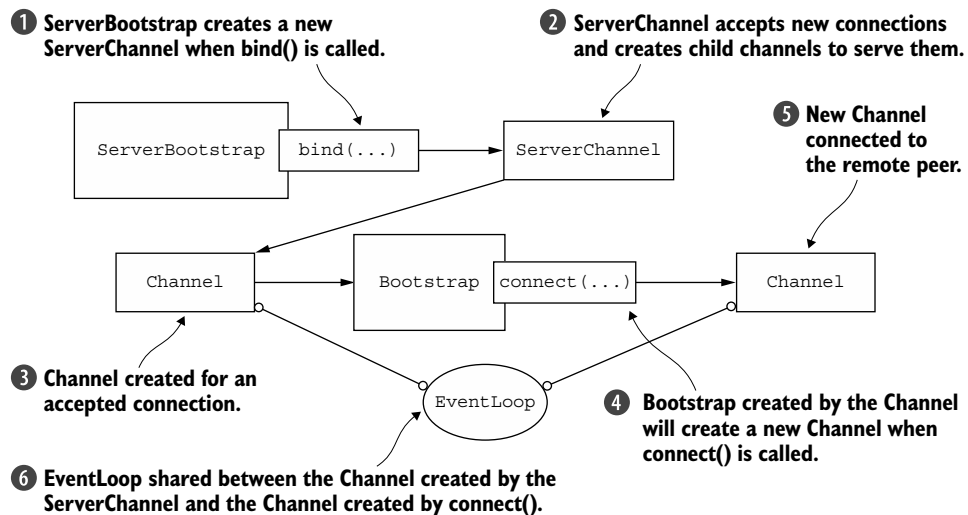 1 ServerBootstrap creates a new
ServerChannel when bind() is called.
2 ServerChannel accepts new connections
and creates child channels to serve them.
5 New Channel
connected to
the remote peer.
ServerBootstrap
bind(...)
ServerChannel
Channel
Bootstrap
connect(...)
Channel
3 Channel created for an
accepted connection.
EventLoop
4 Bootstrap created by the Channel
will create a new Channel when
connect() is called.
6 EventLoop shared between the Channel created by the
ServerChannel and the Channel created by connect().